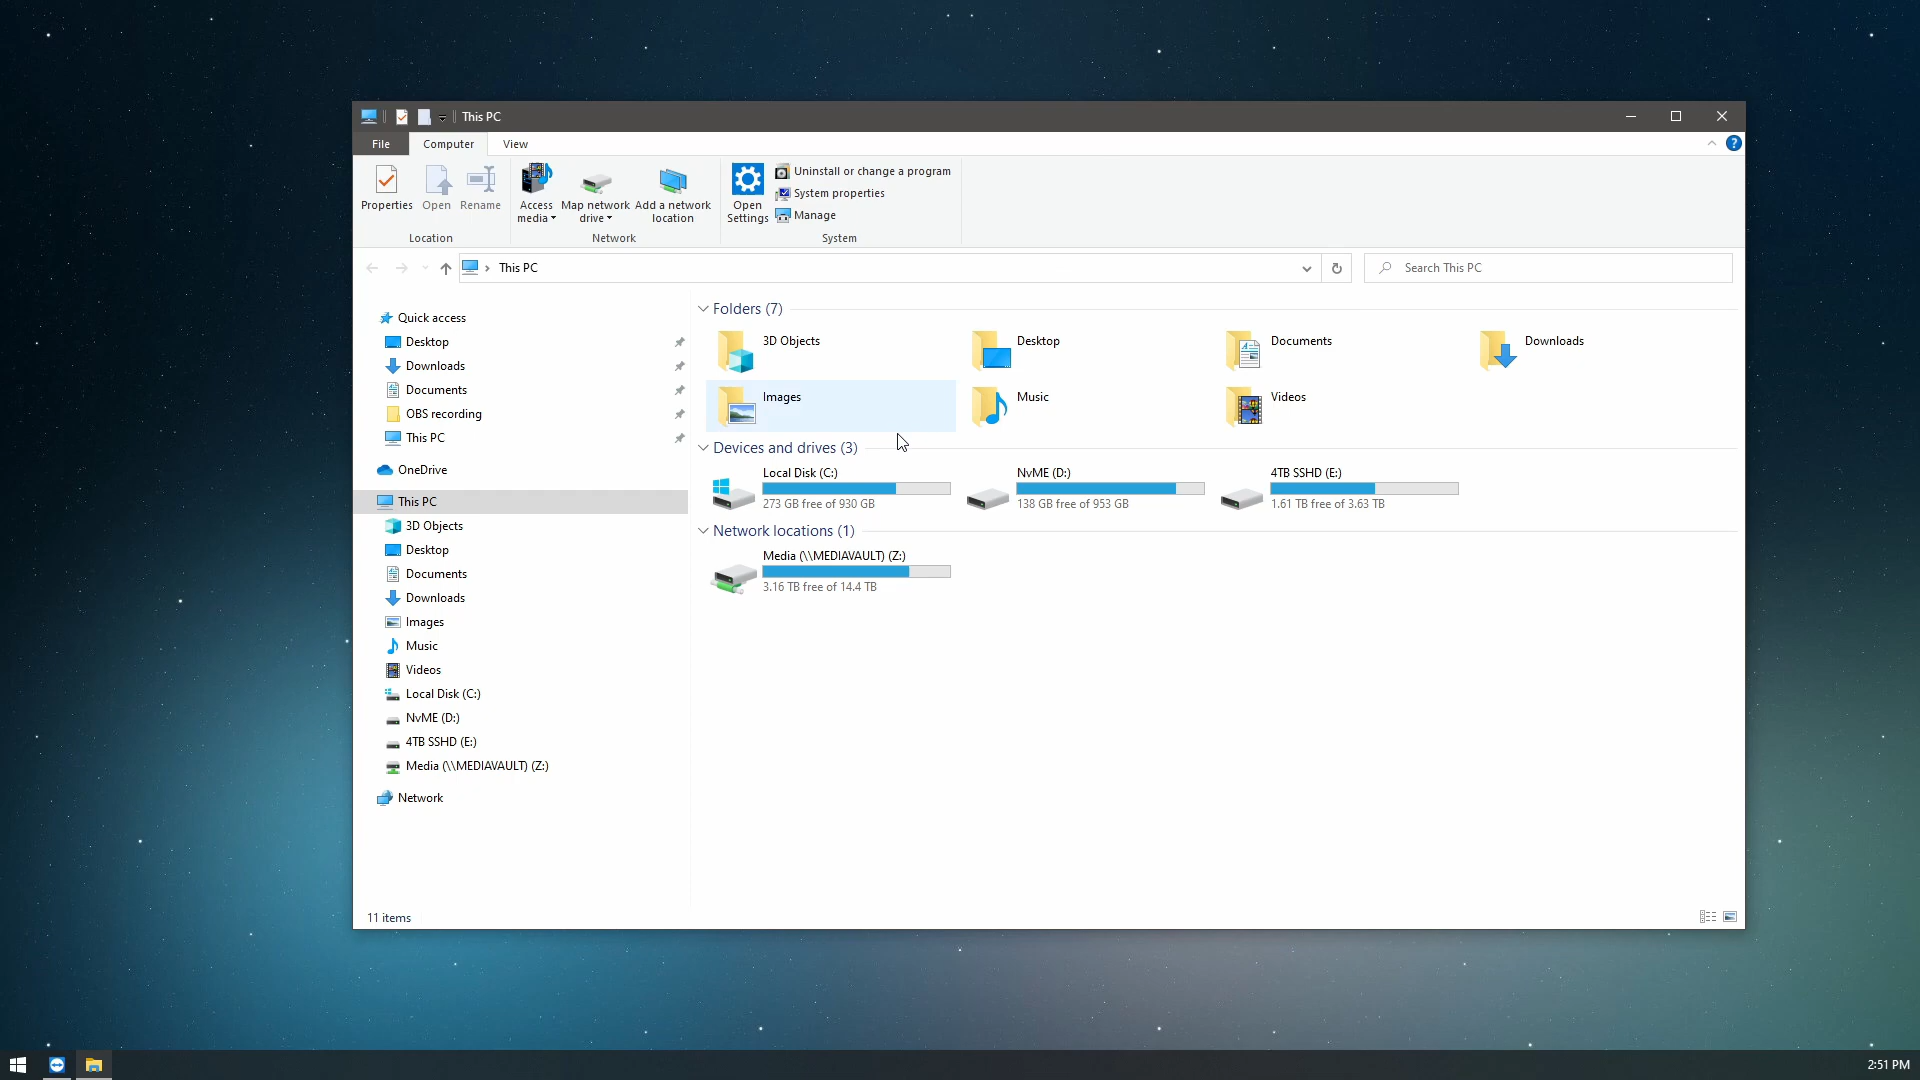 This PC
File
Computer
View
Properties
Open
Rename
Location
Access media
Map network drive
Add a network location
Network
Open Settings
Uninstall or change a program
System properties
Manage
System
This PC
Search This PC
Quick access
Desktop
Downloads
Documents
OBS recording
This PC
OneDrive
This PC
3D Objects
Desktop
Documents
Downloads
Images
Music
Videos
Local Disk (C:)
NvME (D:)
4TB SSHD (E:)
Media (\\MEDIAVAULT) (Z:)
Network
Folders (7)
3D Objects
Desktop
Documents
Downloads
Images
Music
Videos
Devices and drives (3)
Local Disk (C:)
273 GB free of 930 GB
NvME (D:)
138 GB free of 953 GB
4TB SSHD (E:)
1.61 TB free of 3.63 TB
Network locations (1)
Media (\\MEDIAVAULT) (Z:)
3.16 TB free of 14.4 TB
11 items
2:51 PM